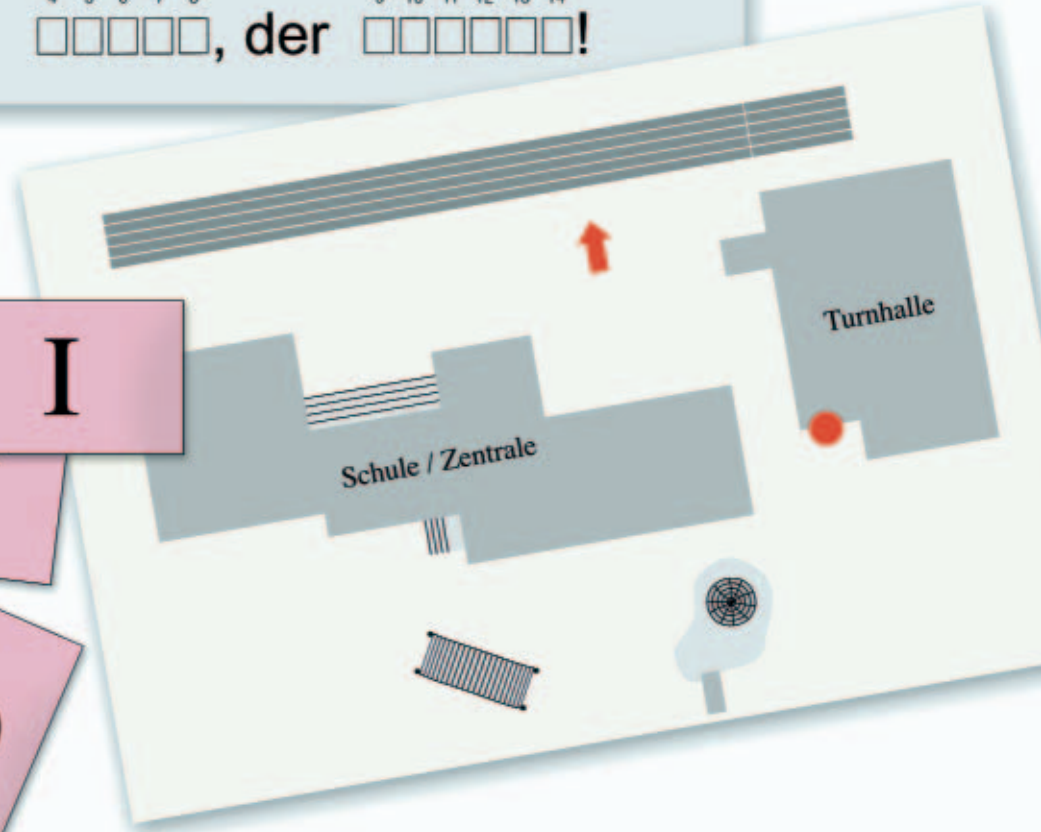 □□□□□, der □□□□□□!
I
Turnhalle
Schule / Zentrale